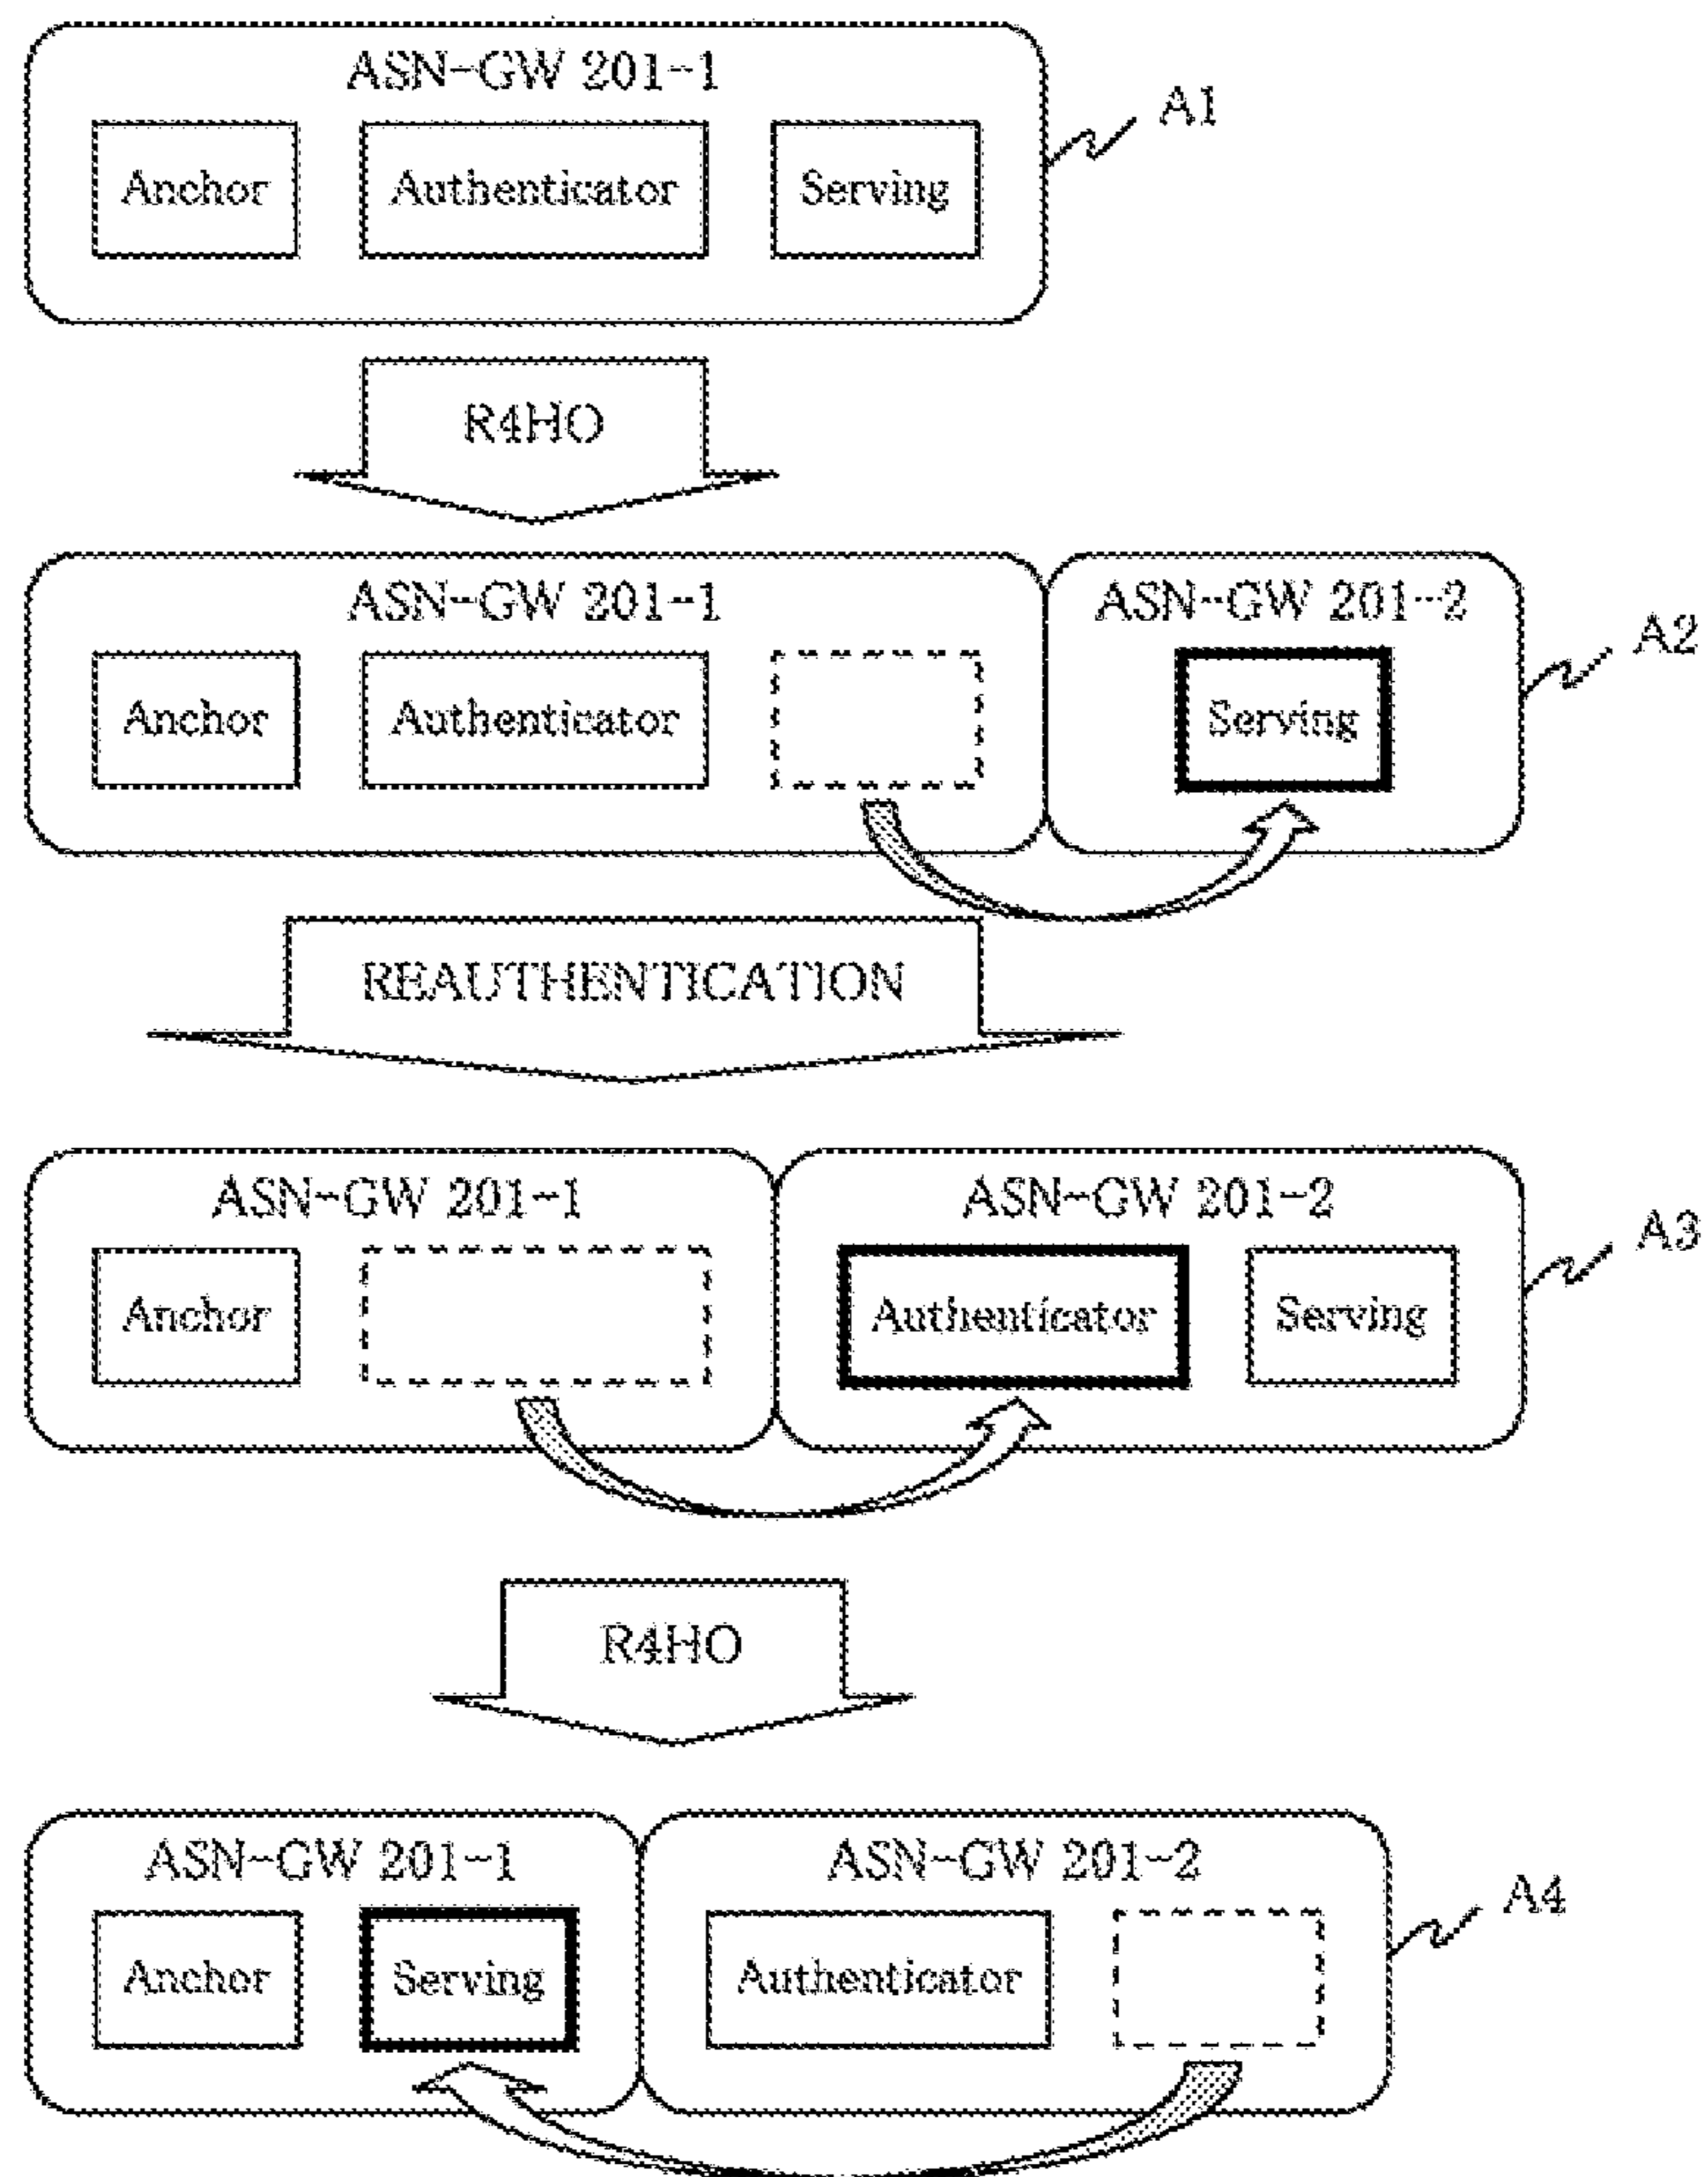 ASN-GW 201-1
A1
Anchor
Authenticator
Serving
R4HO
ASN-GW 201-1
ASN-GW 201-2
A2
Anchor
Authenticator
Serving
REAUTHENTICATION
ASN-GW 201-1
ASN-GW 201-2
A3
Anchor
Authenticator
Serving
R4HO
ASN-GW 201-1
ASN-GW 201-2
A4
Anchor
Serving
Authenticator